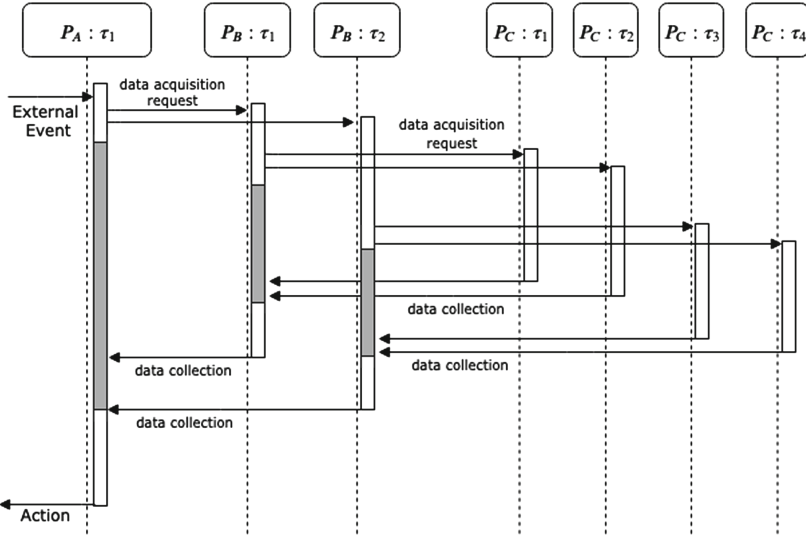 P_A : τ_1
P_B : τ_1
P_B : τ_2
P_C : τ_1
P_C : τ_2
P_C : τ_3
P_C : τ_4
data acquisition
request
External
Event
data acquisition
request
data collection
data collection
data collection
data collection
Action